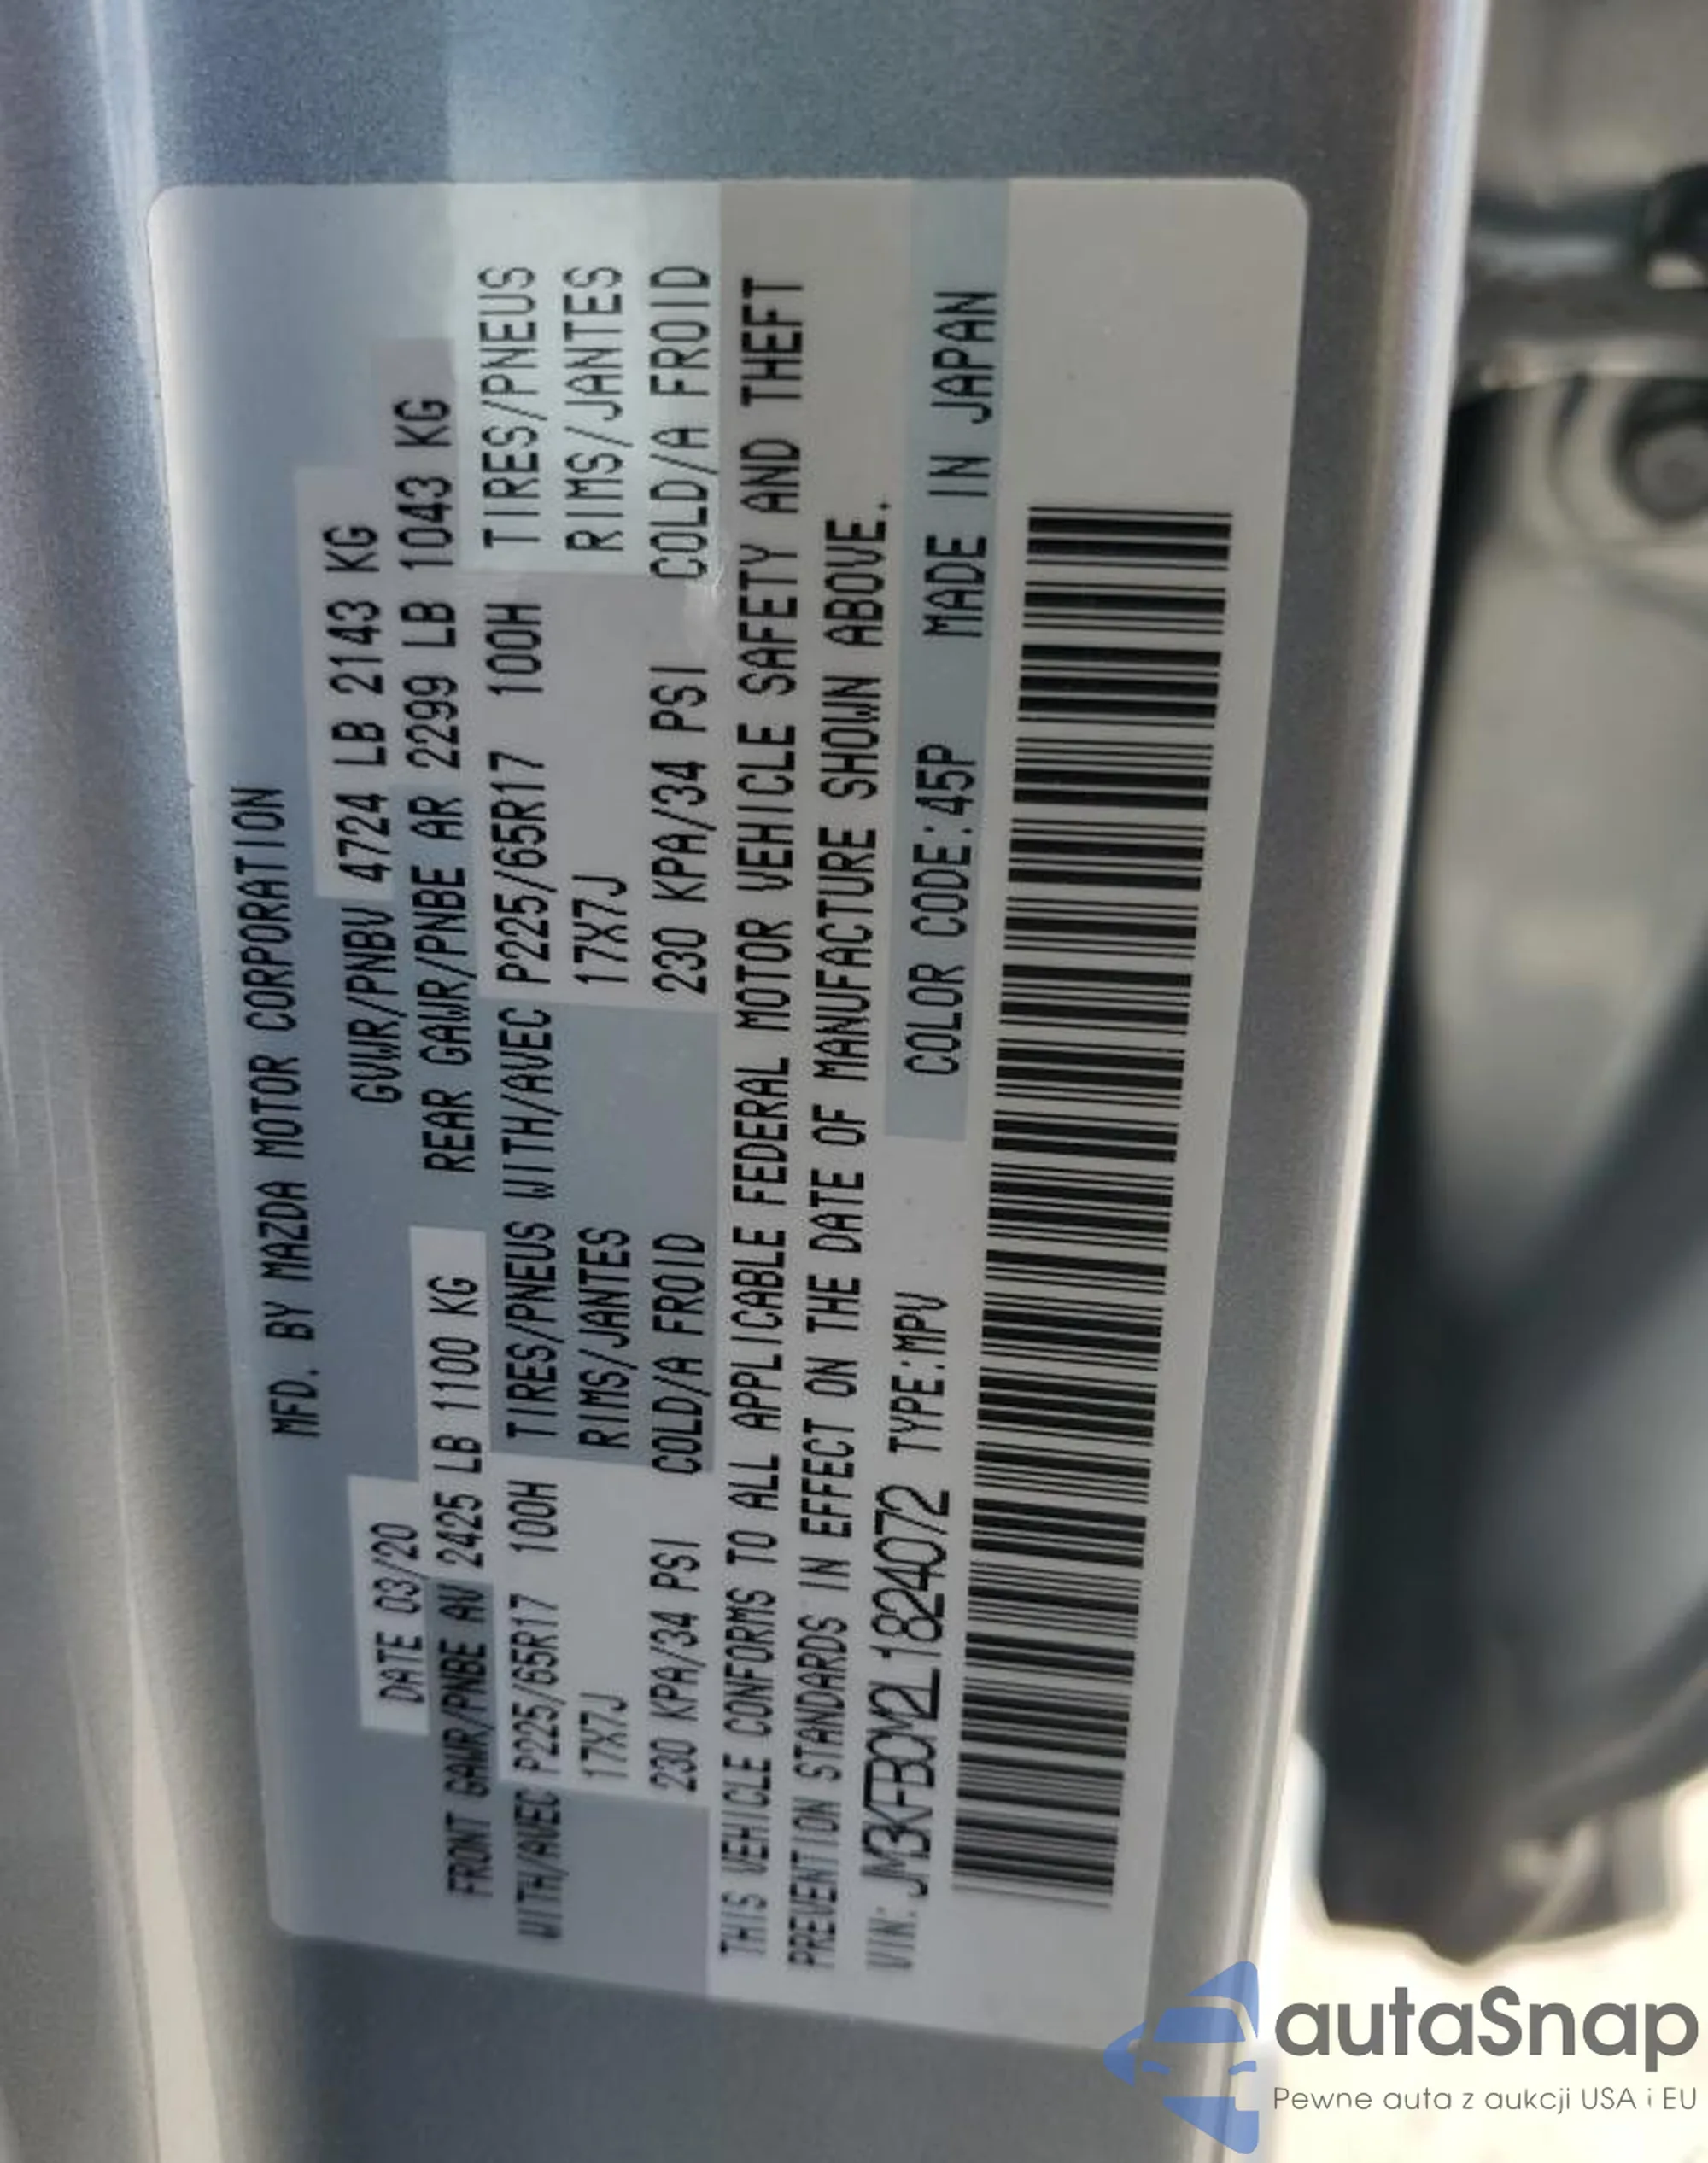 MFD. BY MAZDA MOTOR CORPORATION
DATE 03/20 GVWR/PNBV 4724 LB 2143 KG
FRONT GAWR/PNBE AV 2425 LB 1100 KG REAR GAWR/PNBE AR 2299 LB 1043 KG
WITH/AVEC P225/65R17 100H TIRES/PNEUS WITH/AVEC P225/65R17 100H TIRES/PNEUS
17X7J RIMS/JANTES 17X7J RIMS/JANTES
230 KPA/34 PSI COLD/A FROID 230 KPA/34 PSI COLD/A FROID
THIS VEHICLE CONFORMS TO ALL APPLICABLE FEDERAL MOTOR VEHICLE SAFETY AND THEFT
PREVENTION STANDARDS IN EFFECT ON THE DATE OF MANUFACTURE SHOWN ABOVE.
VIN: JM3KFBCM2L1824072 TYPE:MPV COLOR CODE:45P MADE IN JAPAN
autaSnap
Pewne auta z aukcji USA i EU